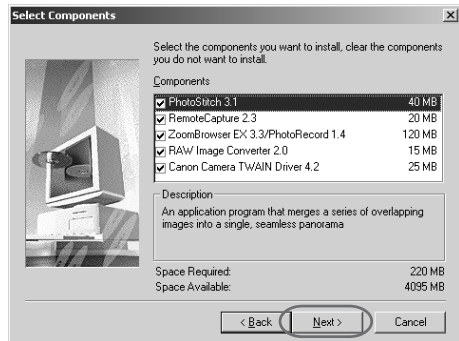 Select Components
Select the components you want to install, clear the components
you do not want to install.
Components
PhotoStitch 3.1 40 MB
RemoteCapture 2.3 20 MB
ZoomBrowser EX 3.3/PhotoRecord 1.4 120 MB
RAW Image Converter 2.0 15 MB
Canon Camera TWAIN Driver 4.2 25 MB
Description
An application program that merges a series of overlapping
images into a single, seamless panorama
Space Required: 220 MB
Space Available: 4095 MB
< Back Next > Cancel